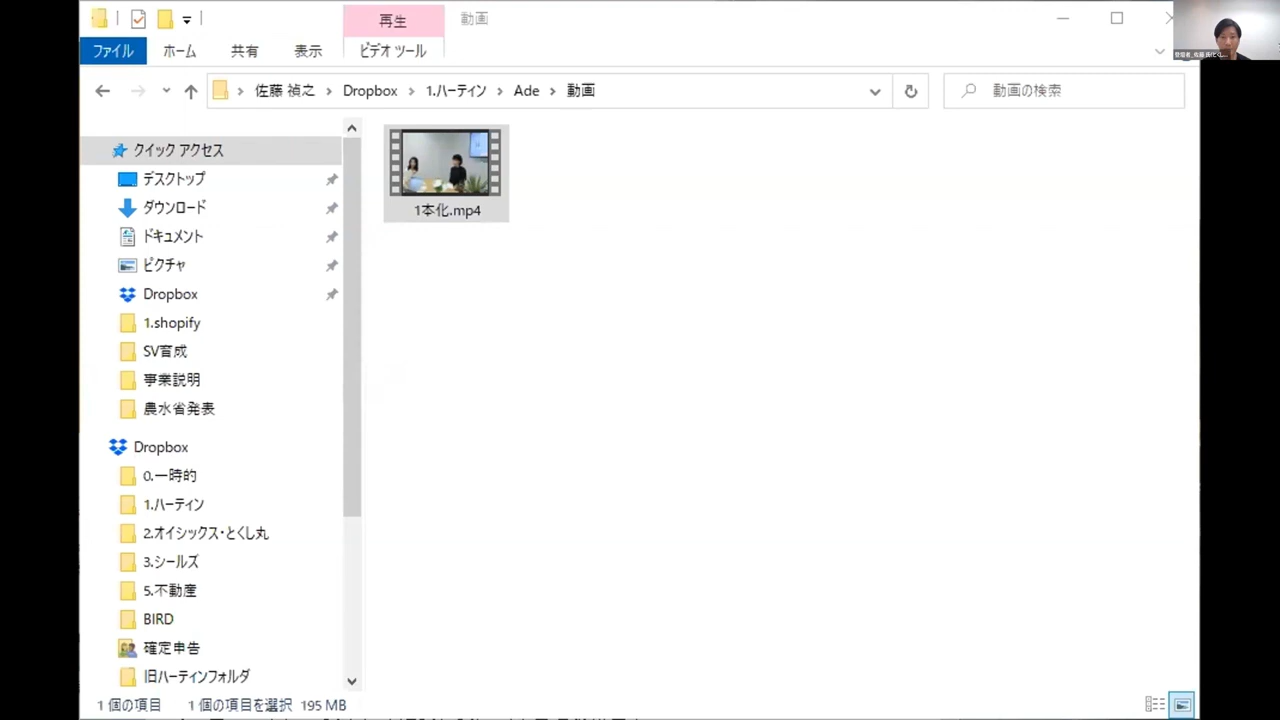 再生
動画
ファイル
ホーム
共有
表示
ビデオ ツール
佐藤 禎之 › Dropbox › 1.ハーティン › Ade › 動画
動画の検索
クイック アクセス
デスクトップ
ダウンロード
ドキュメント
ピクチャ
Dropbox
1.shopify
SV育成
事業説明
農水省発表
Dropbox
0.一時的
1.ハーティン
2.オイシックス・とくし丸
3.シールズ
5.不動産
BIRD
確定申告
旧ハーティンフォルダ
1本化.mp4
1 個の項目
1 個の項目を選択 195 MB